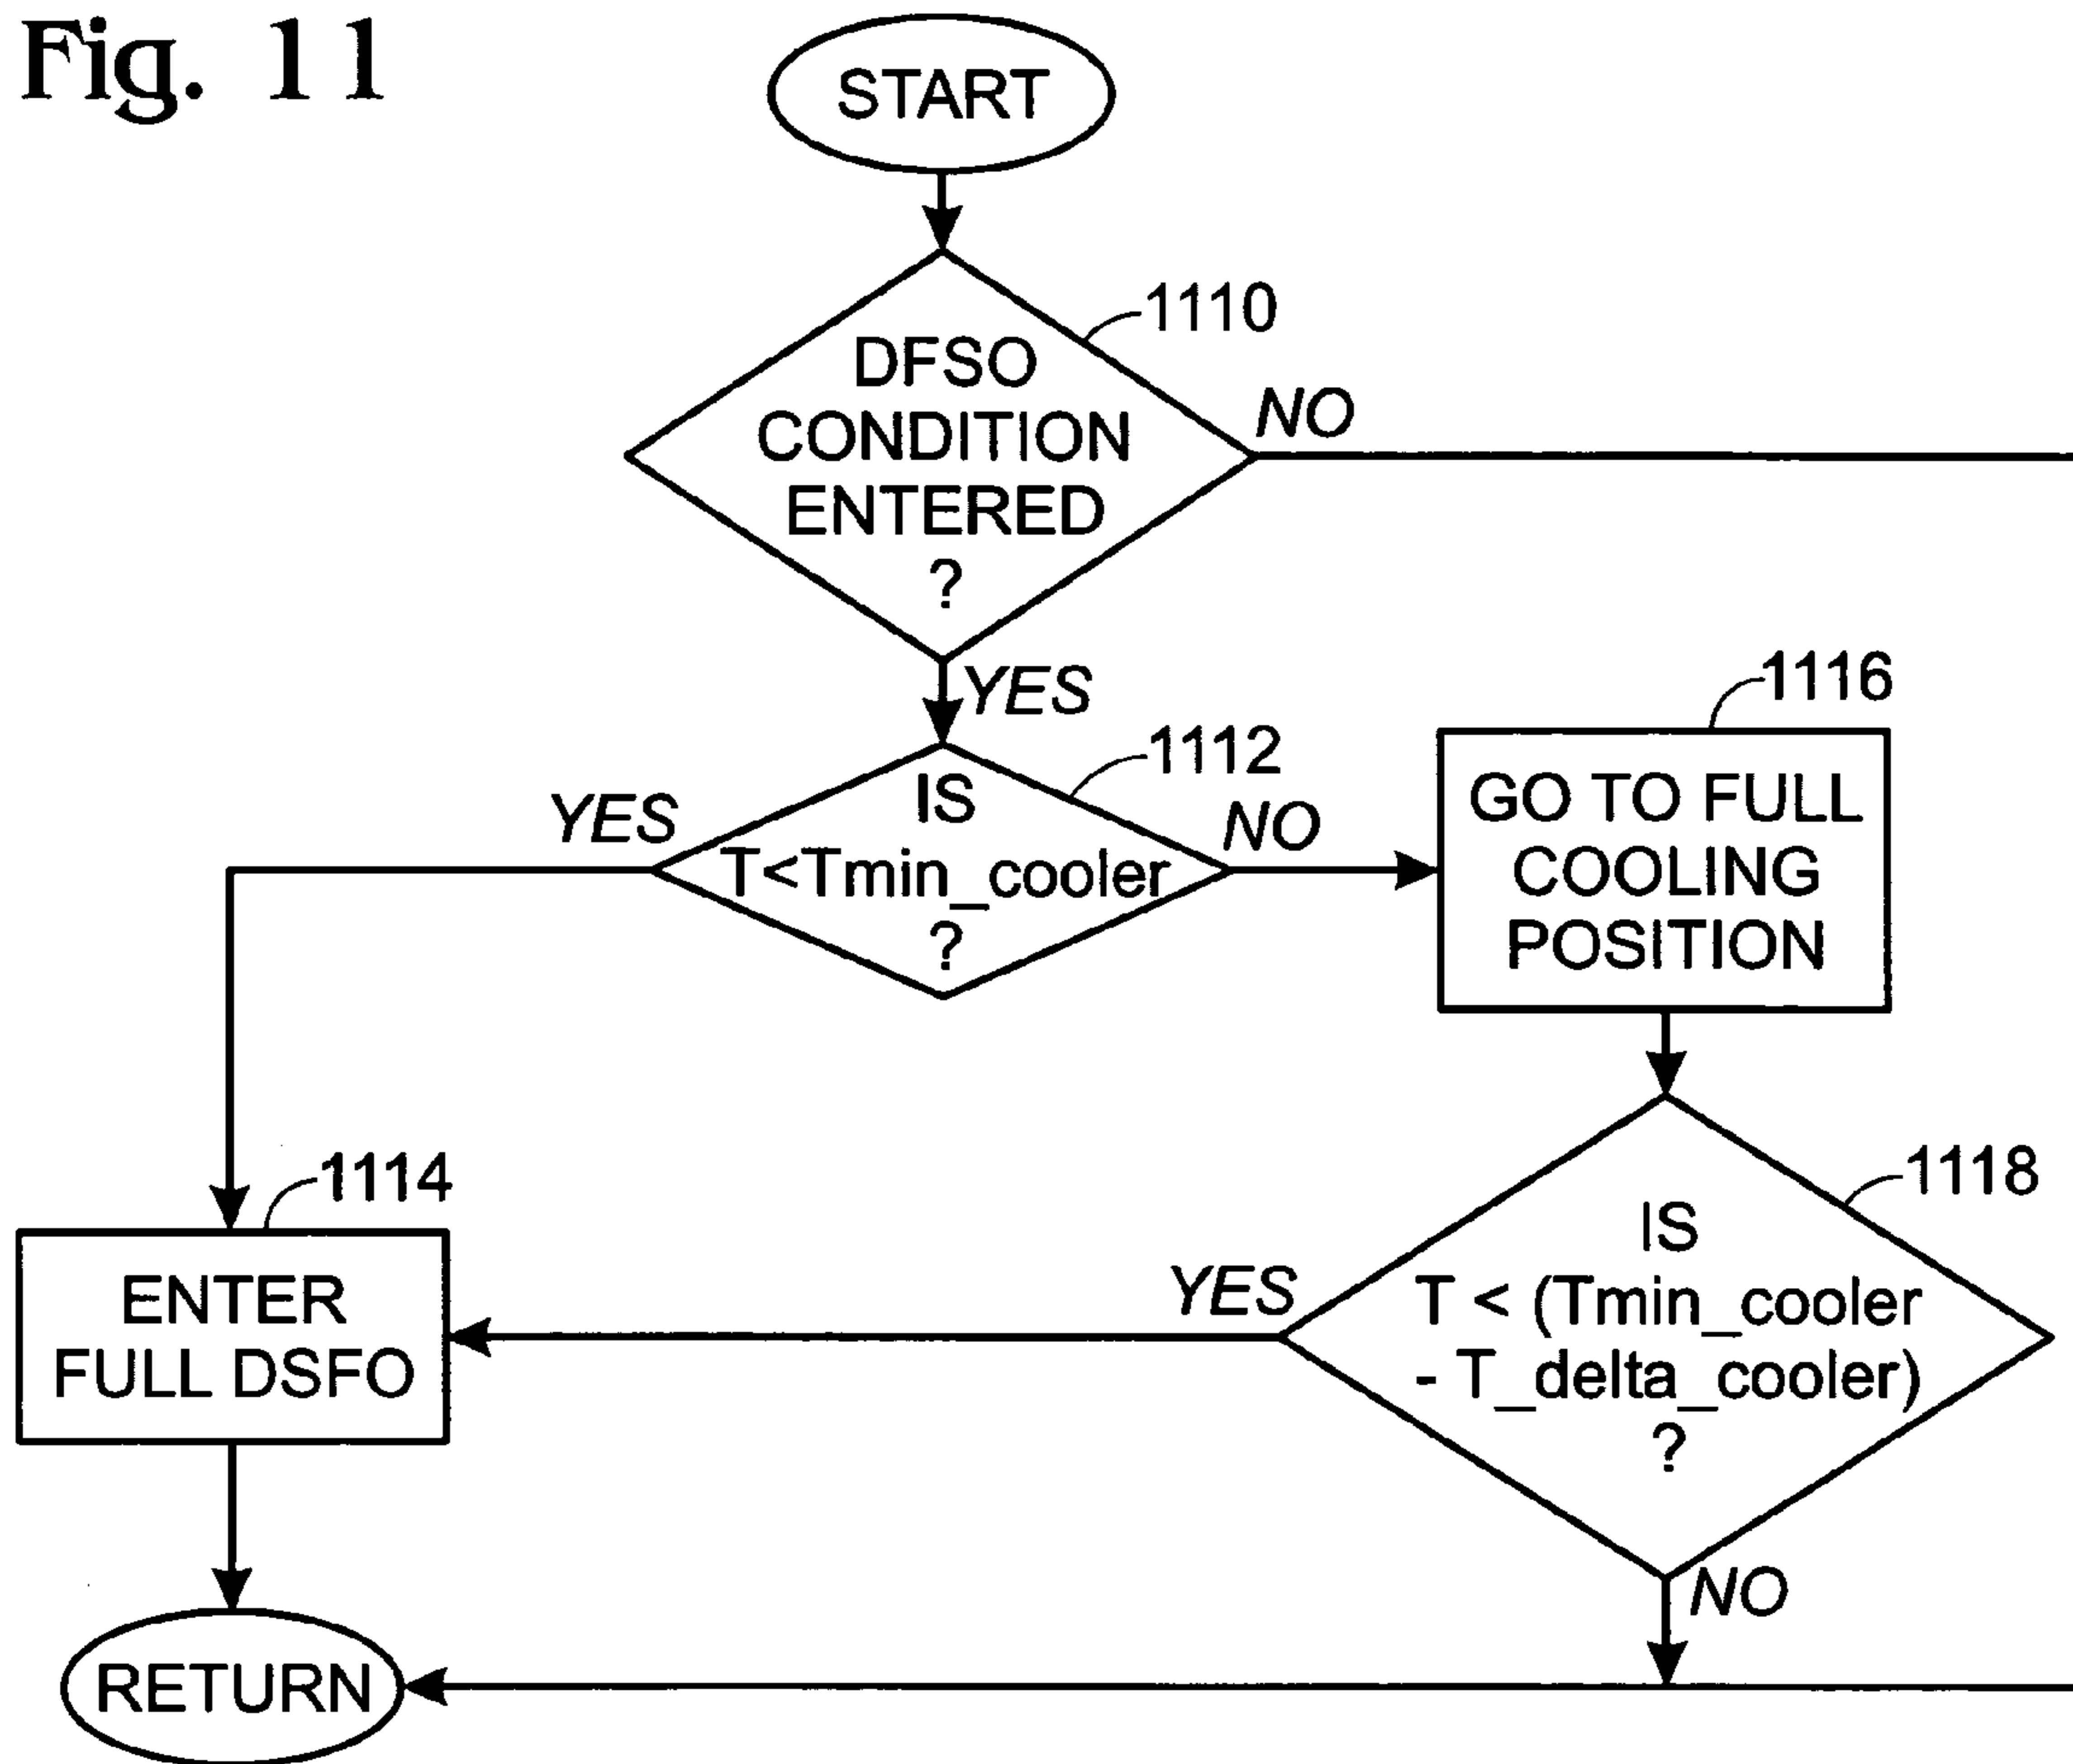 Fig. 11
START
1110
DFSO
CONDITION
ENTERED
?
NO
YES
1112
IS
T<Tmin_cooler
?
YES
NO
1116
GO TO FULL
COOLING
POSITION
1114
ENTER
FULL DSFO
1118
IS
T < (Tmin_cooler
- T_delta_cooler)
?
YES
NO
RETURN